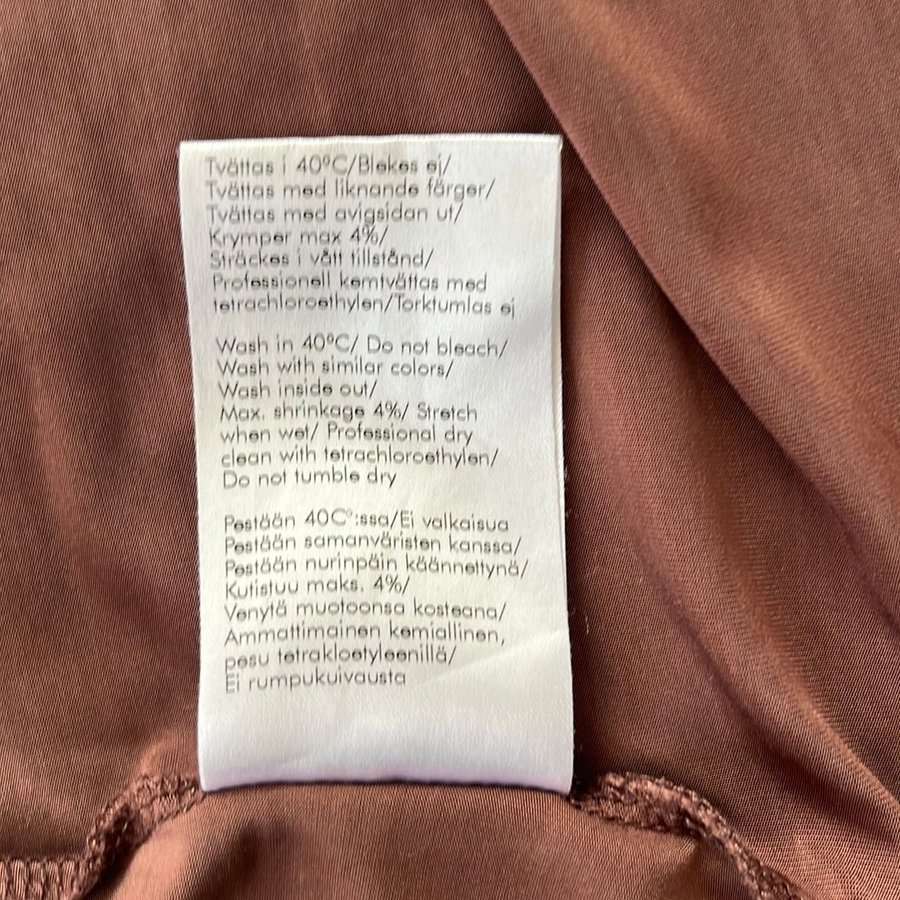 Tvättas i 40°C/Blekes ej/
Tvättas med liknande färger/
Tvättas med avigsidan ut/
Krymper max 4%/
Sträckes i vått tillstånd/
Professionell kemtvättas med
tetrachloroethylen/Torktumlas ej
Wash in 40°C/ Do not bleach/
Wash with similar colors/
Wash inside out/
Max. shrinkage 4%/ Stretch
when wet/ Professional dry
clean with tetrachloroethylen/
Do not tumble dry
Pestään 40C°:ssa/Ei valkaisua
Pestään samanväristen kanssa/
Pestään nurinpäin käännettynä/
Kutistuu maks. 4%/
Venytä muotoonsa kosteana/
Ammattimainen kemiallinen,
pesu tetrakloetyleenillä/
Ei rumpukuivausta